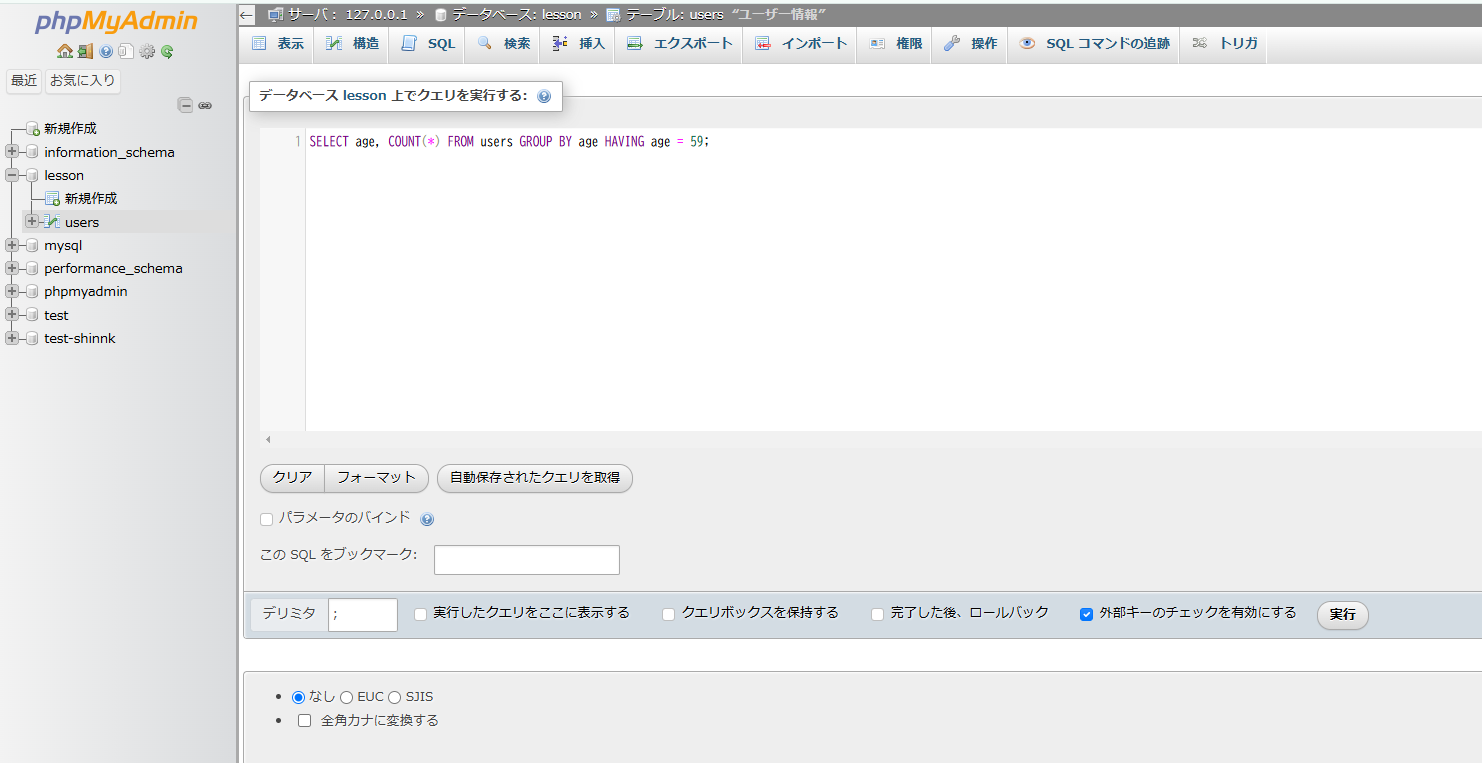 phpMyAdmin
最近 お気に入り
新規作成
information_schema
lesson
新規作成
users
mysql
performance_schema
phpmyadmin
test
test-shinnk
サーバ: 127.0.0.1 » データベース: lesson » テーブル: users “ユーザー情報”
表示 構造 SQL 検索 挿入 エクスポート インポート 権限 操作 SQL コマンドの追跡 トリガ
データベース lesson 上でクエリを実行する:
1 SELECT age, COUNT(*) FROM users GROUP BY age HAVING age = 59;
クリア フォーマット 自動保存されたクエリを取得
パラメータのバインド
この SQL をブックマーク:
デリミタ ; 実行したクエリをここに表示する クエリボックスを保持する 完了した後、ロールバック 外部キーのチェックを有効にする 実行
なし EUC SJIS
全角カナに変換する